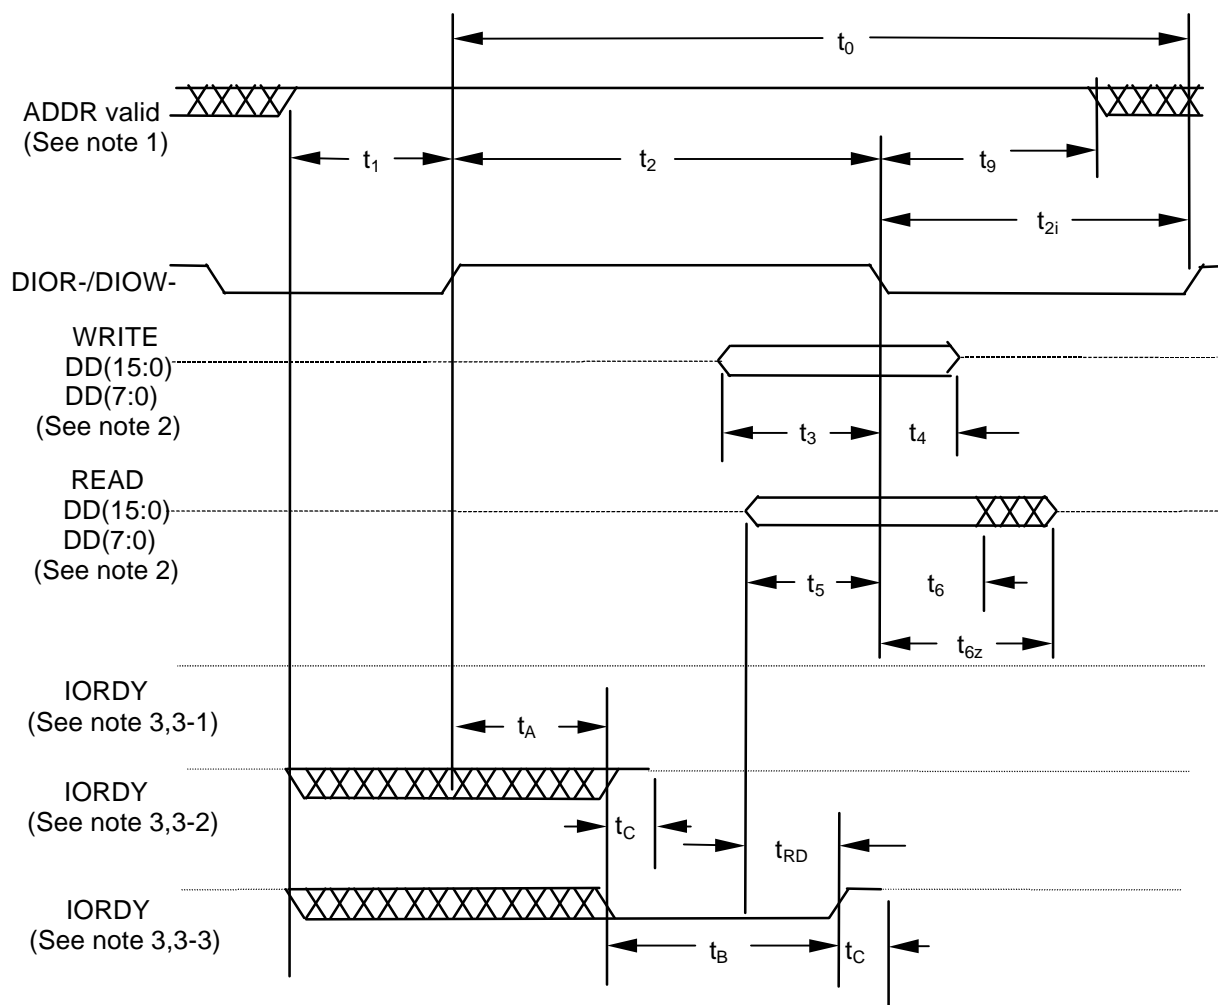 t0
ADDR valid
(See note 1)
t1
t2
t9
t2i
DIOR-/DIOW-
WRITE
DD(15:0)
DD(7:0)
(See note 2)
t3
t4
READ
DD(15:0)
DD(7:0)
(See note 2)
t5
t6
t6z
IORDY
(See note 3,3-1)
tA
IORDY
(See note 3,3-2)
tC
tRD
IORDY
(See note 3,3-3)
tB
tC